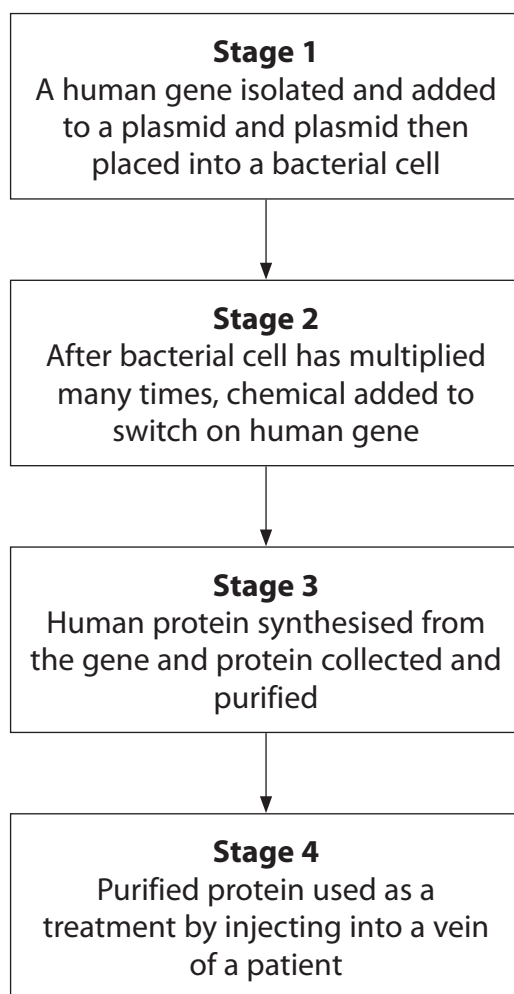 Stage 1
A human gene isolated and added
to a plasmid and plasmid then
placed into a bacterial cell
Stage 2
After bacterial cell has multiplied
many times, chemical added to
switch on human gene
Stage 3
Human protein synthesised from
the gene and protein collected and
purified
Stage 4
Purified protein used as a
treatment by injecting into a vein
of a patient